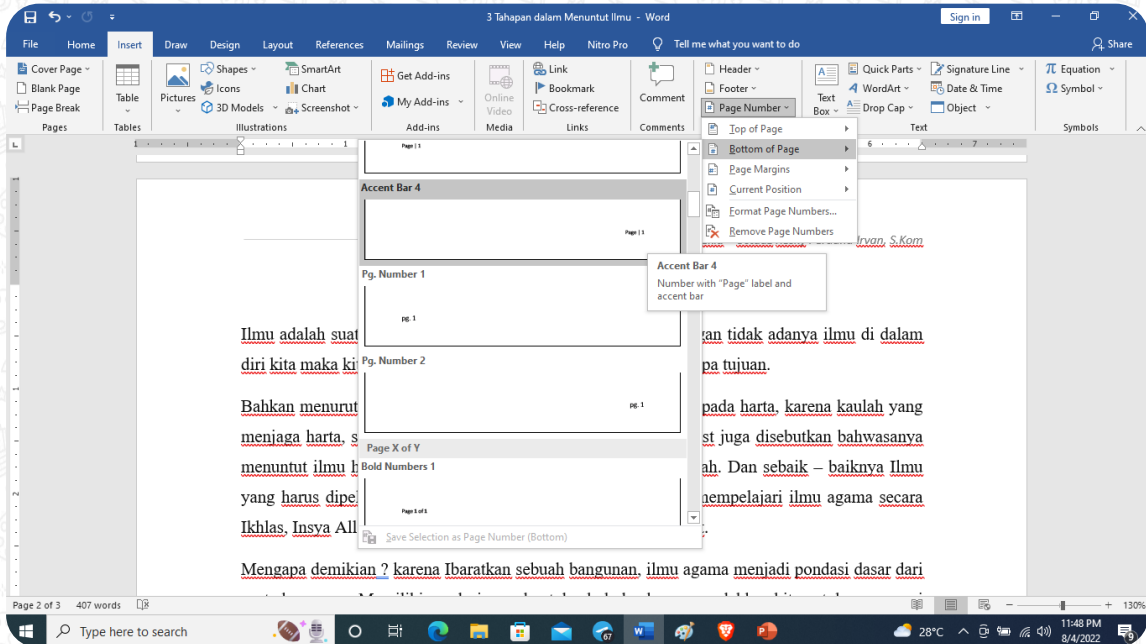 3 Tahapan dalam Menuntut Ilmu - Word
Sign in
File Home Insert Draw Design Layout References Mailings Review View Help Nitro Pro Tell me what you want to do Share
Cover Page
Blank Page
Page Break
Pages
Table
Tables
Pictures
Shapes
Icons
3D Models
SmartArt
Chart
Screenshot
Illustrations
Get Add-ins
My Add-ins
Add-ins
Online Video
Media
Link
Bookmark
Cross-reference
Links
Comment
Comments
Header
Footer
Page Number
Text Box
Quick Parts
WordArt
Drop Cap
Signature Line
Date & Time
Object
Text
Equation
Symbol
Symbols
Top of Page
Bottom of Page
Page Margins
Current Position
Format Page Numbers...
Remove Page Numbers
1 1 6 7
Page | 1
Accent Bar 4
Page | 1
Pg. Number 1
pg. 1
Pg. Number 2
pg. 1
Page X of Y
Bold Numbers 1
Page 1 of 1
Save Selection as Page Number (Bottom)
Accent Bar 4
Number with "Page" label and
accent bar
Irvan, S.Kom
Ilmu adalah suat gan tidak adanya ilmu di dalam
diri kita maka ki pa tujuan.
Bahkan menurut pada harta, karena kaulah yang
menjaga harta, s st juga disebutkan bahwasanya
menuntut ilmu h ah. Dan sebaik – baiknya Ilmu
yang harus dipel mempelajari ilmu agama secara
Ikhlas, Insya All
Mengapa demikian ? karena Ibaratkan sebuah bangunan, ilmu agama menjadi pondasi dasar dari
Page 2 of 3 407 words 130%
Type here to search
67
28°C
11:48 PM
8/4/2022
9